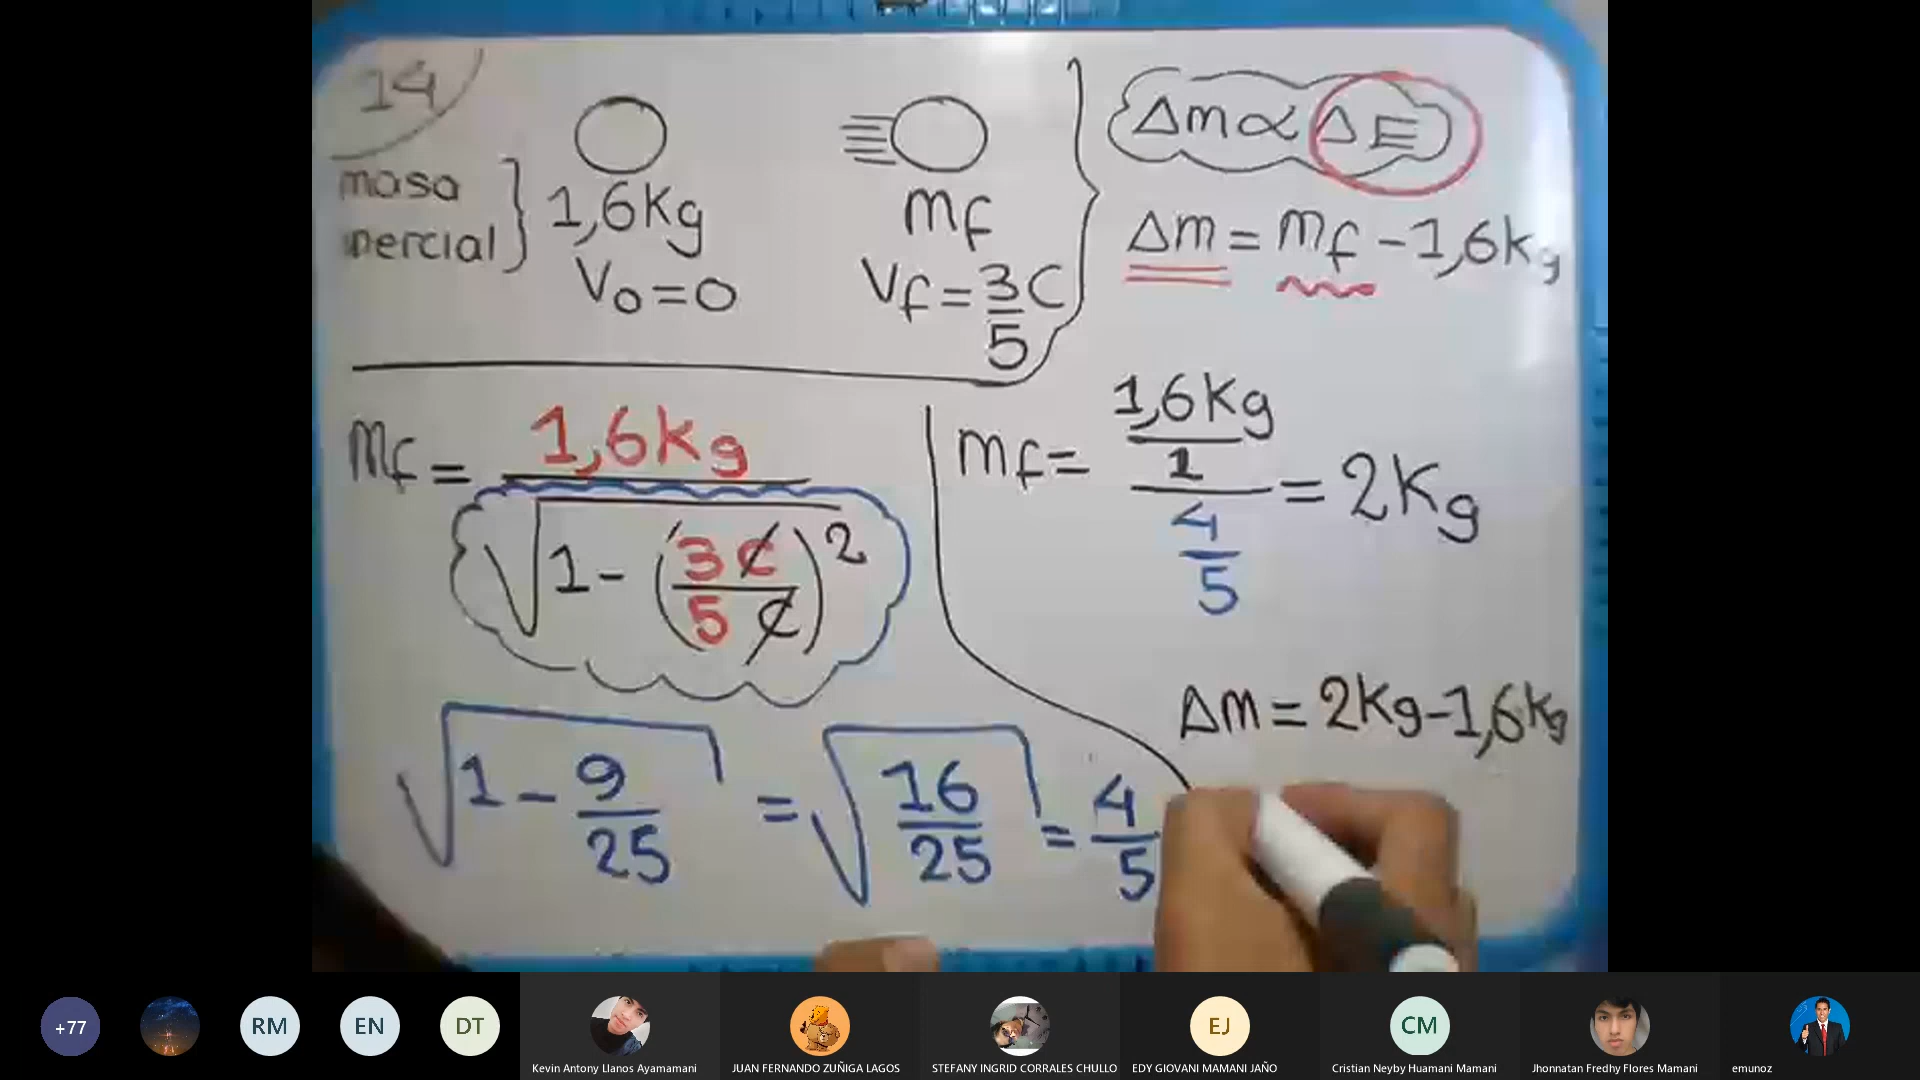 14
masa
inercial } 1,6Kg
V₀=0
mf
Vf = 3/5 C
Δm ∝ ΔE
Δm = mf - 1,6Kg
mf = 1,6Kg / √(1 - (3c/5c)²)
mf = (1,6Kg/1) / (4/5) = 2Kg
√(1 - 9/25) = √(16/25) = 4/5
Δm = 2Kg - 1,6Kg
+77
RM
EN
DT
Kevin Antony Llanos Ayamamani
JUAN FERNANDO ZUÑIGA LAGOS
STEFANY INGRID CORRALES CHULLO
EJ
EDY GIOVANI MAMANI JAÑO
CM
Cristian Neyby Huamani Mamani
Jhonnatan Fredhy Flores Mamani
emunoz